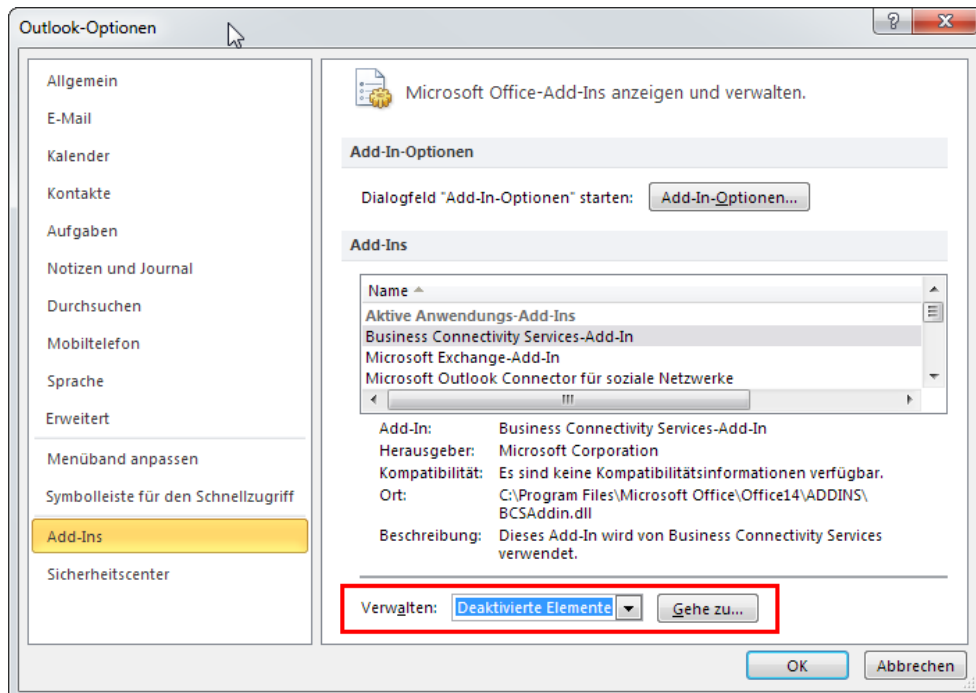 Outlook-Optionen
Allgemein
E-Mail
Kalender
Kontakte
Aufgaben
Notizen und Journal
Durchsuchen
Mobiltelefon
Sprache
Erweitert
Menüband anpassen
Symbolleiste für den Schnellzugriff
Add-Ins
Sicherheitscenter
Microsoft Office-Add-Ins anzeigen und verwalten.
Add-In-Optionen
Dialogfeld "Add-In-Optionen" starten: Add-In-Optionen...
Add-Ins
Name
Aktive Anwendungs-Add-Ins
Business Connectivity Services-Add-In
Microsoft Exchange-Add-In
Microsoft Outlook Connector für soziale Netzwerke
Add-In: Business Connectivity Services-Add-In
Herausgeber: Microsoft Corporation
Kompatibilität: Es sind keine Kompatibilitätsinformationen verfügbar.
Ort: C:\Program Files\Microsoft Office\Office14\ADDINS\
BCSAddin.dll
Beschreibung: Dieses Add-In wird von Business Connectivity Services
verwendet.
Verwalten: Deaktivierte Elemente Gehe zu...
OK Abbrechen